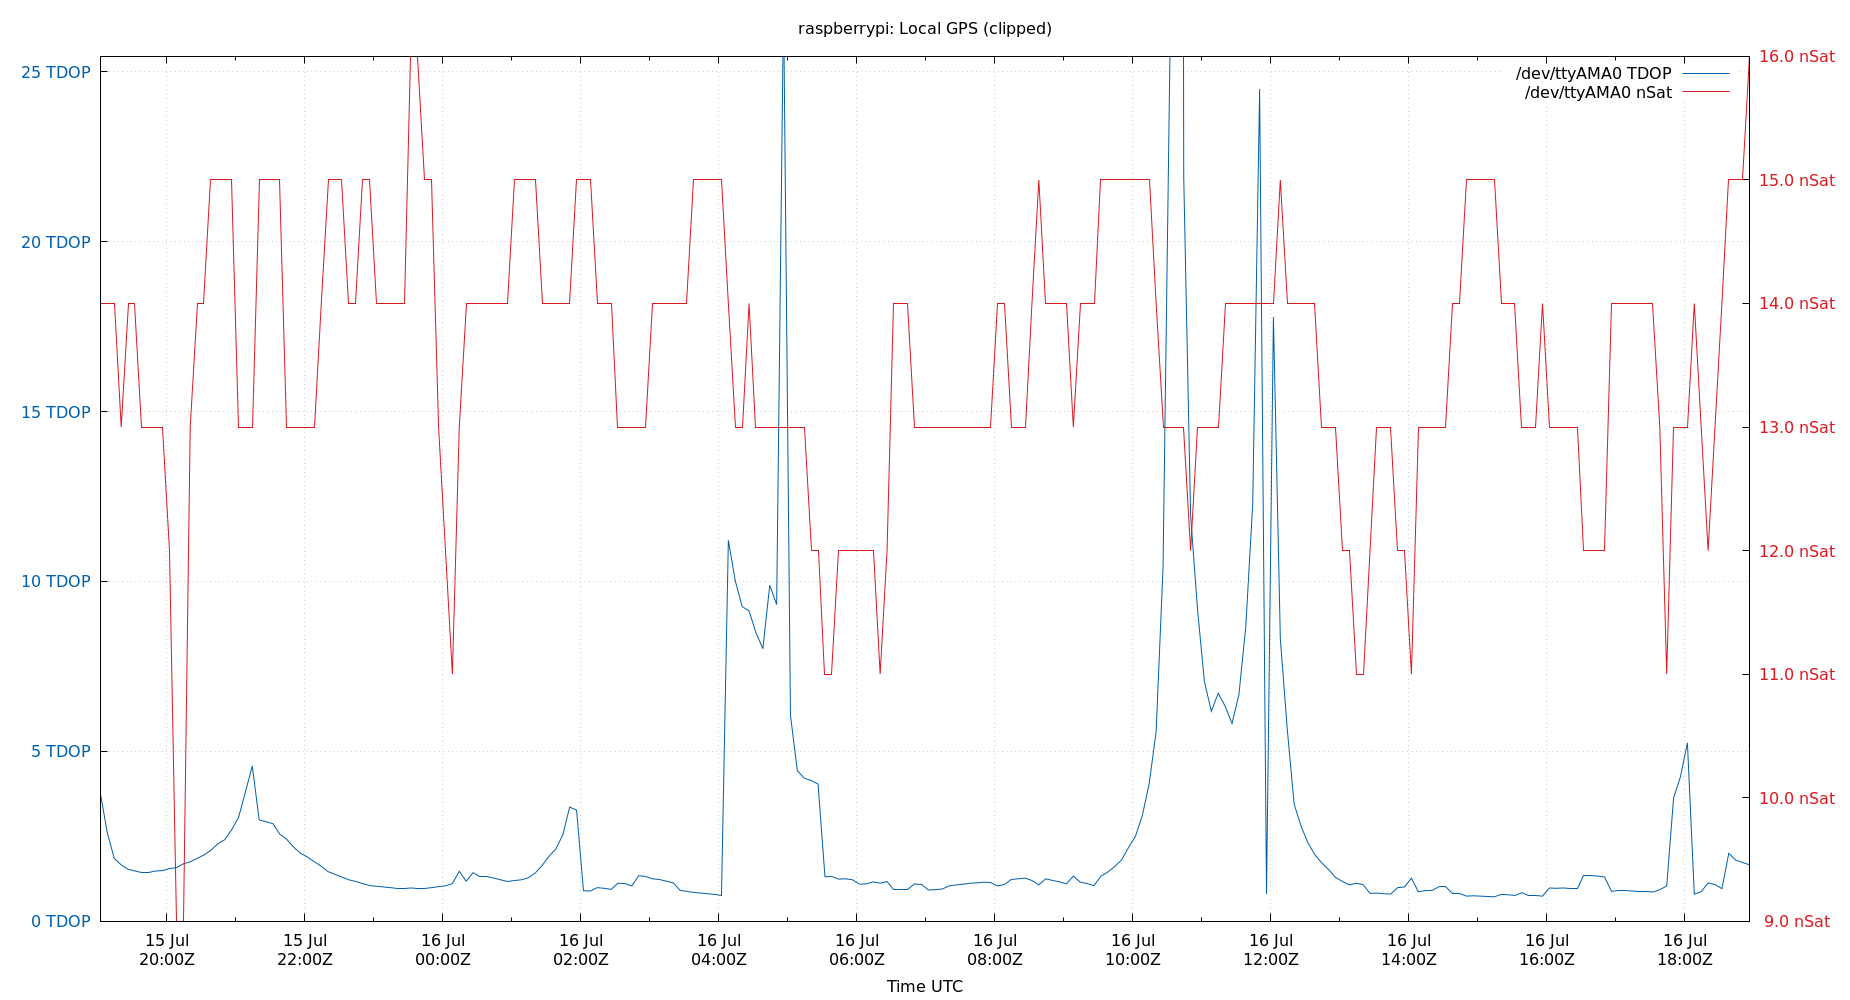 raspberrypi: Local GPS (clipped)
25 TDOP
20 TDOP
15 TDOP
10 TDOP
5 TDOP
0 TDOP
16.0 nSat
15.0 nSat
14.0 nSat
13.0 nSat
12.0 nSat
11.0 nSat
10.0 nSat
9.0 nSat
/dev/ttyAMA0 TDOP
/dev/ttyAMA0 nSat
15 Jul
20:00Z
15 Jul
22:00Z
16 Jul
00:00Z
16 Jul
02:00Z
16 Jul
04:00Z
16 Jul
06:00Z
16 Jul
08:00Z
16 Jul
10:00Z
16 Jul
12:00Z
16 Jul
14:00Z
16 Jul
16:00Z
16 Jul
18:00Z
Time UTC